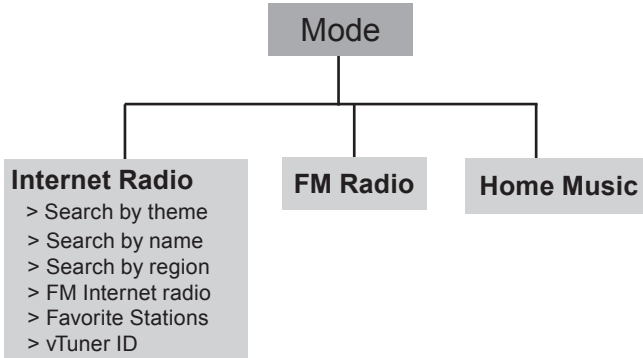 Mode
Internet Radio
> Search by theme
> Search by name
> Search by region
> FM Internet radio
> Favorite Stations
> vTuner ID
FM Radio
Home Music